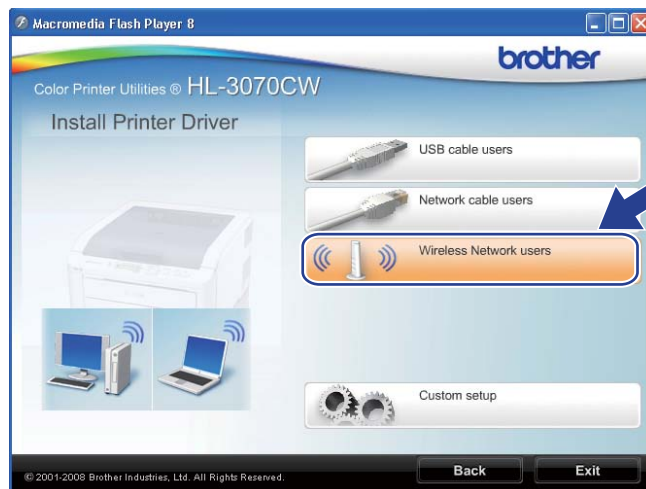 Macromedia Flash Player 8
brother
Color Printer Utilities ® HL-3070CW
Install Printer Driver
USB cable users
Network cable users
Wireless Network users
Custom setup
© 2001-2008 Brother Industries, Ltd. All Rights Reserved.
Back
Exit